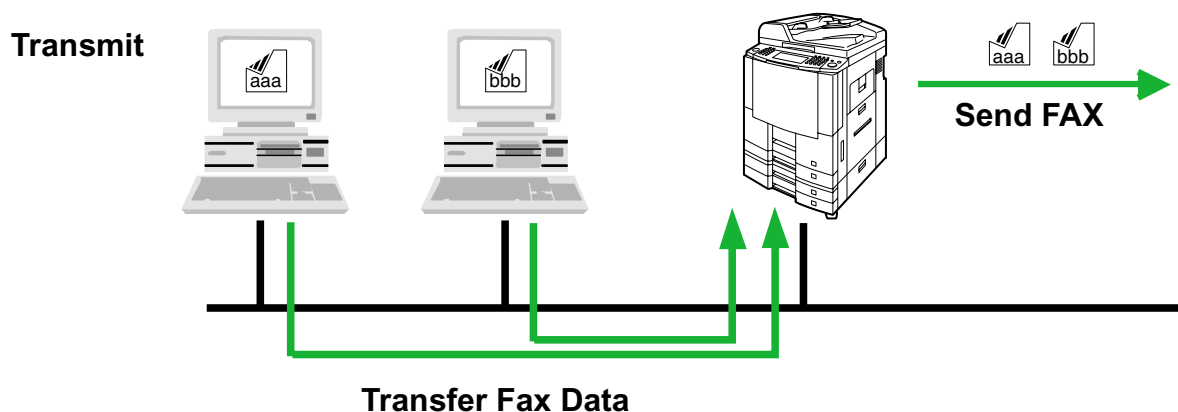 Transmit
aaa
bbb
aaa
bbb
Send FAX
Transfer Fax Data